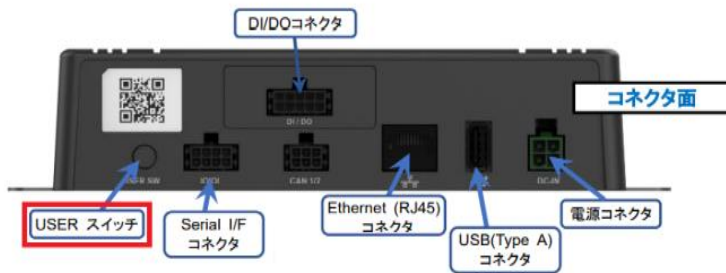 DI/DOコネクタ
コネクタ面
DI / DO
CAN 1/2
DC-IN
USER スイッチ
Serial I/F
コネクタ
Ethernet (RJ45)
コネクタ
USB(Type A)
コネクタ
電源コネクタ